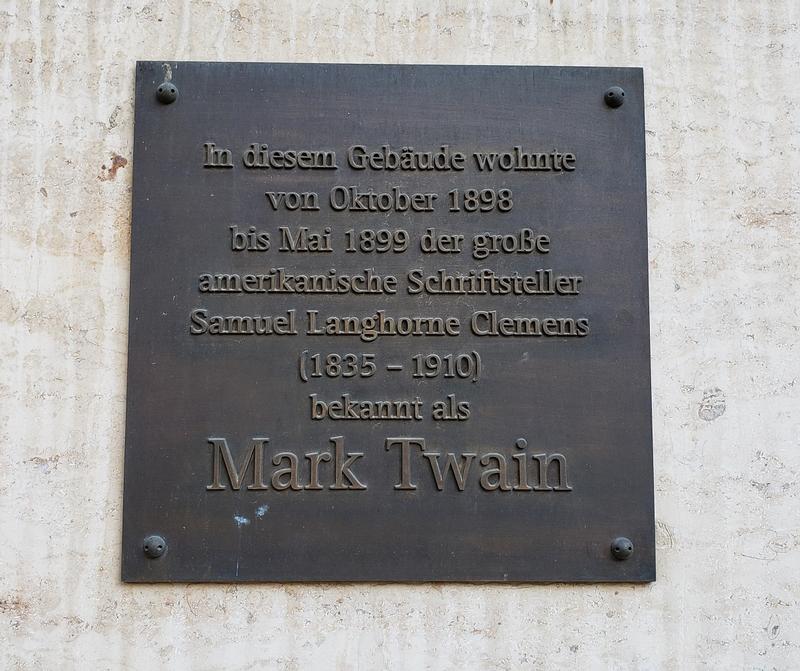 In diesem Gebäude wohnte
von Oktober 1898
bis Mai 1899 der große
amerikanische Schriftsteller
Samuel Langhorne Clemens
(1835 – 1910)
bekannt als
Mark Twain